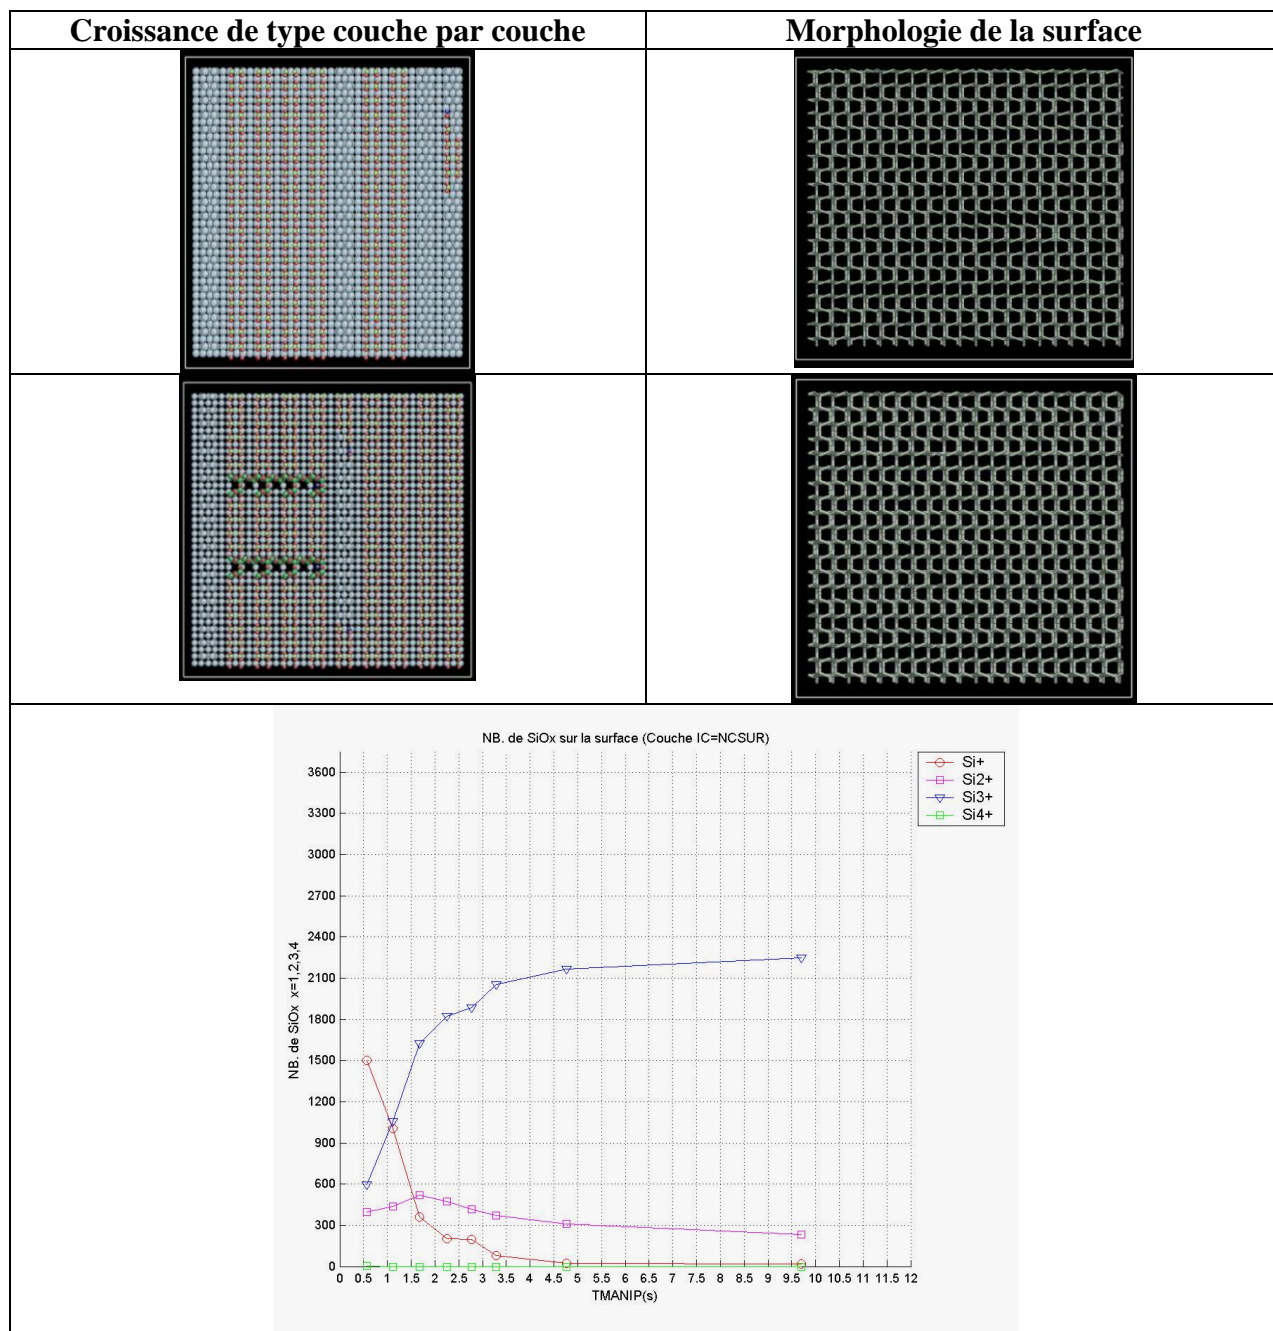 Croissance de type couche par couche
Morphologie de la surface
NB. de SiOx sur la surface (Couche IC=NCSUR)
Si+
Si2+
Si3+
Si4+
3600
3300
3000
2700
2400
2100
1800
1500
1200
900
600
300
0
NB. de SiOx x=1,2,3,4
0 0.5 1 1.5 2 2.5 3 3.5 4 4.5 5 5.5 6 6.5 7 7.5 8 8.5 9 9.5 10 10.5 11 11.5 12
TMANIP(s)